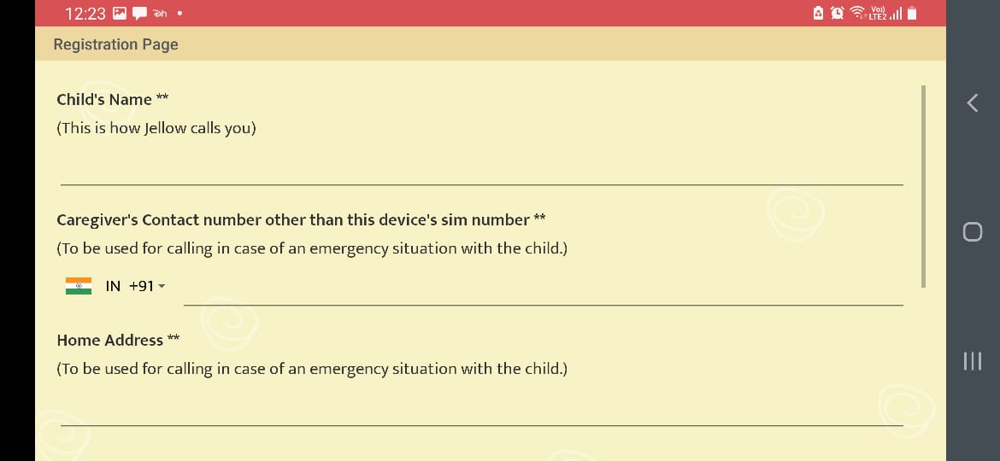 12:23
Vo)) LTE2
Registration Page
Child's Name **
(This is how Jellow calls you)
Caregiver's Contact number other than this device's sim number **
(To be used for calling in case of an emergency situation with the child.)
IN +91
Home Address **
(To be used for calling in case of an emergency situation with the child.)